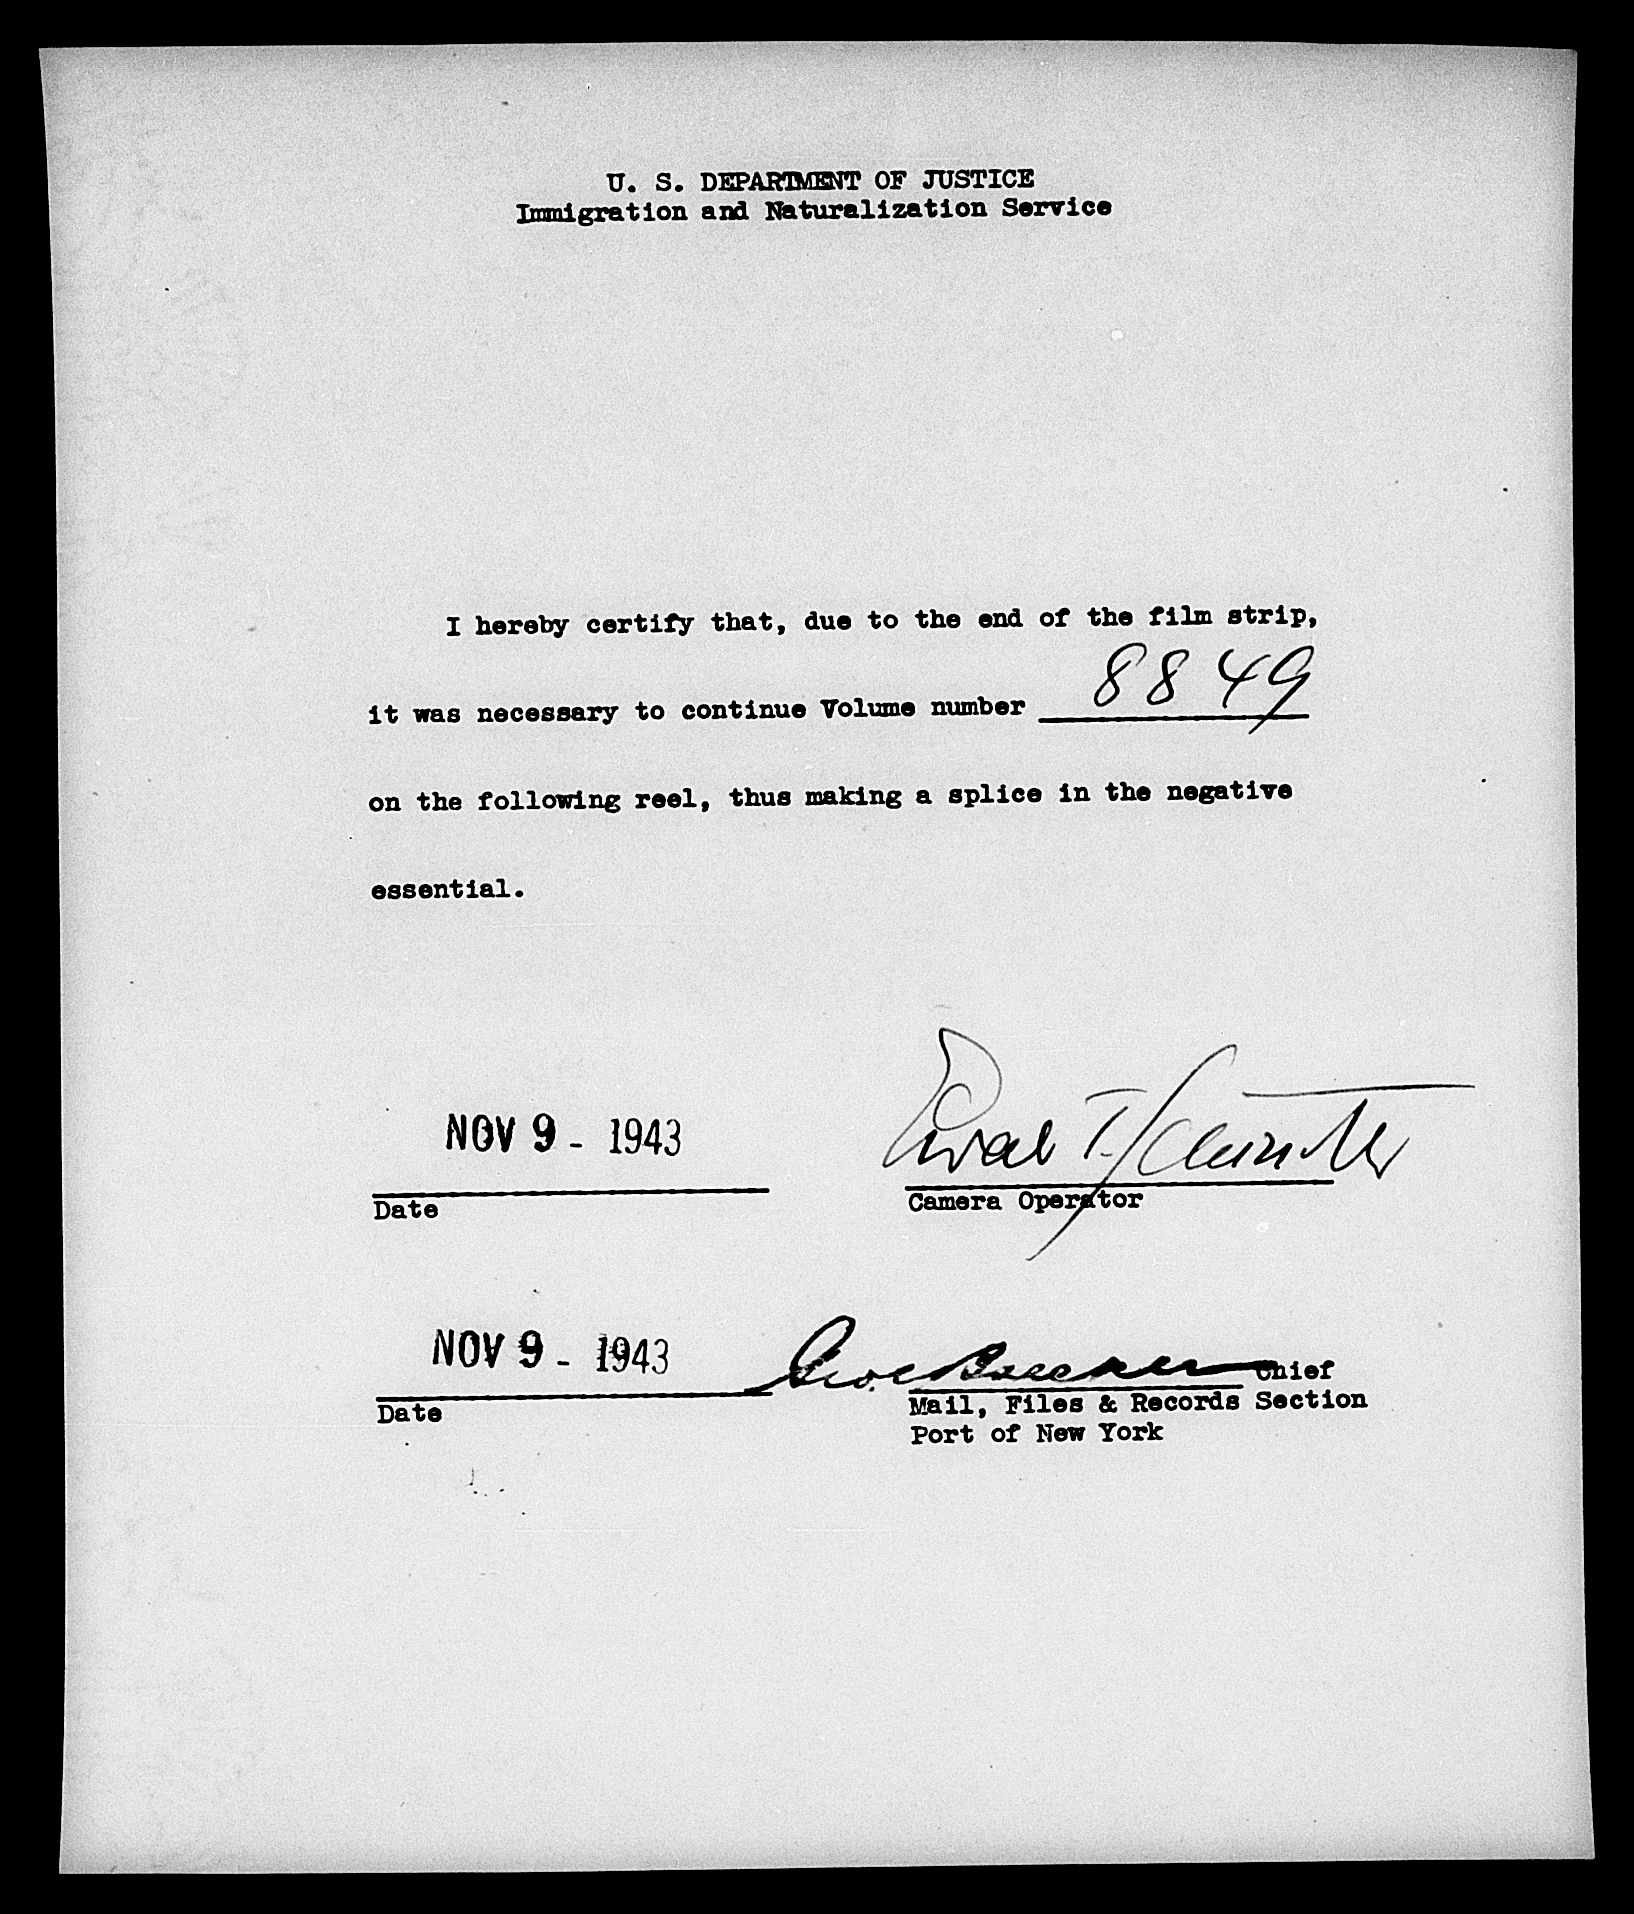 U. S. DEPARTMENT OF JUSTICE
Immigration and Naturalization Service
I hereby certify that, due to the end of the film strip,
it was necessary to continue Volume number 8849
on the following reel, thus making a splice in the negative
essential.
NOV 9 - 1943
Date
Camera Operator
NOV 9 - 1943
Date
Chief
Mail, Files & Records Section
Port of New York